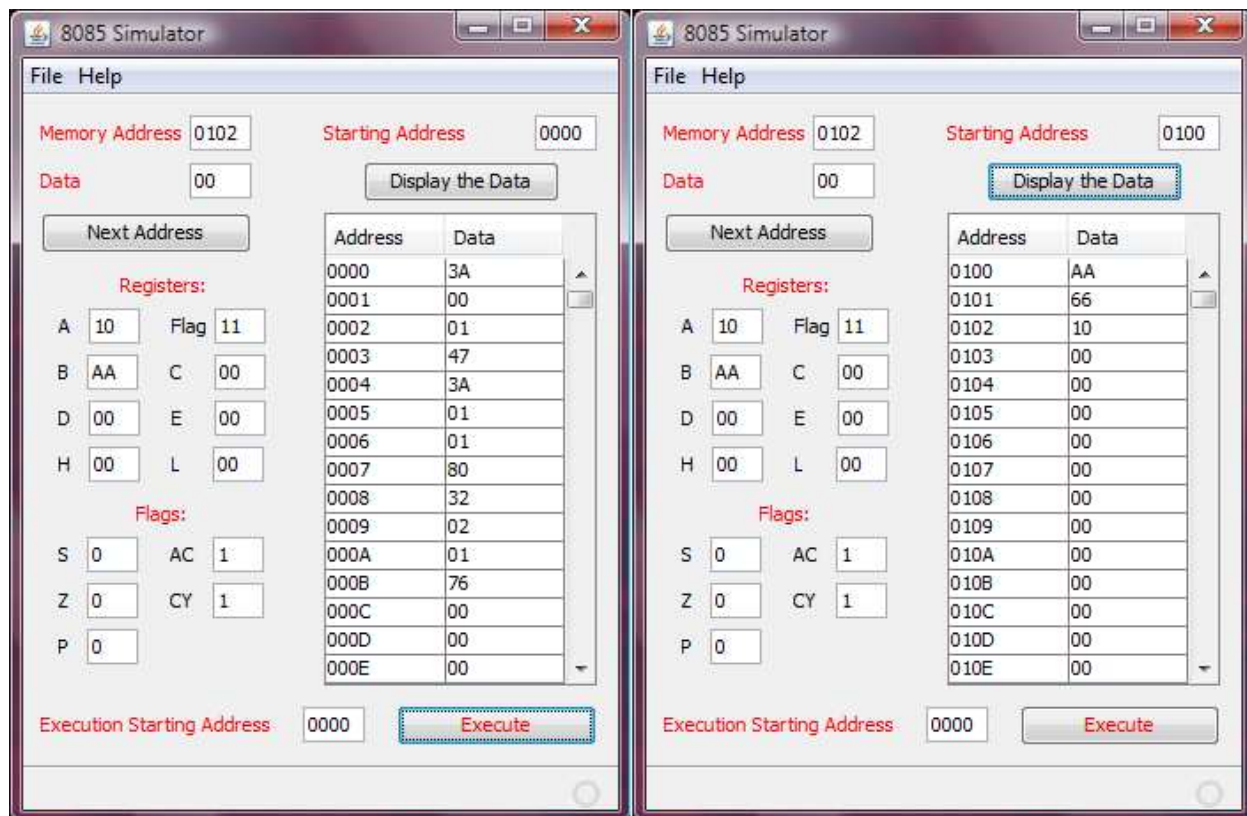 8085 Simulator
File Help
Memory Address 0102 Starting Address 0000
Data 00 Display the Data
Next Address
Address Data
0000 3A
0001 00
0002 01
0003 47
0004 3A
0005 01
0006 01
0007 80
0008 32
0009 02
000A 01
000B 76
000C 00
000D 00
000E 00
Registers:
A 10 Flag 11
B AA C 00
D 00 E 00
H 00 L 00
Flags:
S 0 AC 1
Z 0 CY 1
P 0
Execution Starting Address 0000 Execute
8085 Simulator
File Help
Memory Address 0102 Starting Address 0100
Data 00 Display the Data
Next Address
Address Data
0100 AA
0101 66
0102 10
0103 00
0104 00
0105 00
0106 00
0107 00
0108 00
0109 00
010A 00
010B 00
010C 00
010D 00
010E 00
Registers:
A 10 Flag 11
B AA C 00
D 00 E 00
H 00 L 00
Flags:
S 0 AC 1
Z 0 CY 1
P 0
Execution Starting Address 0000 Execute